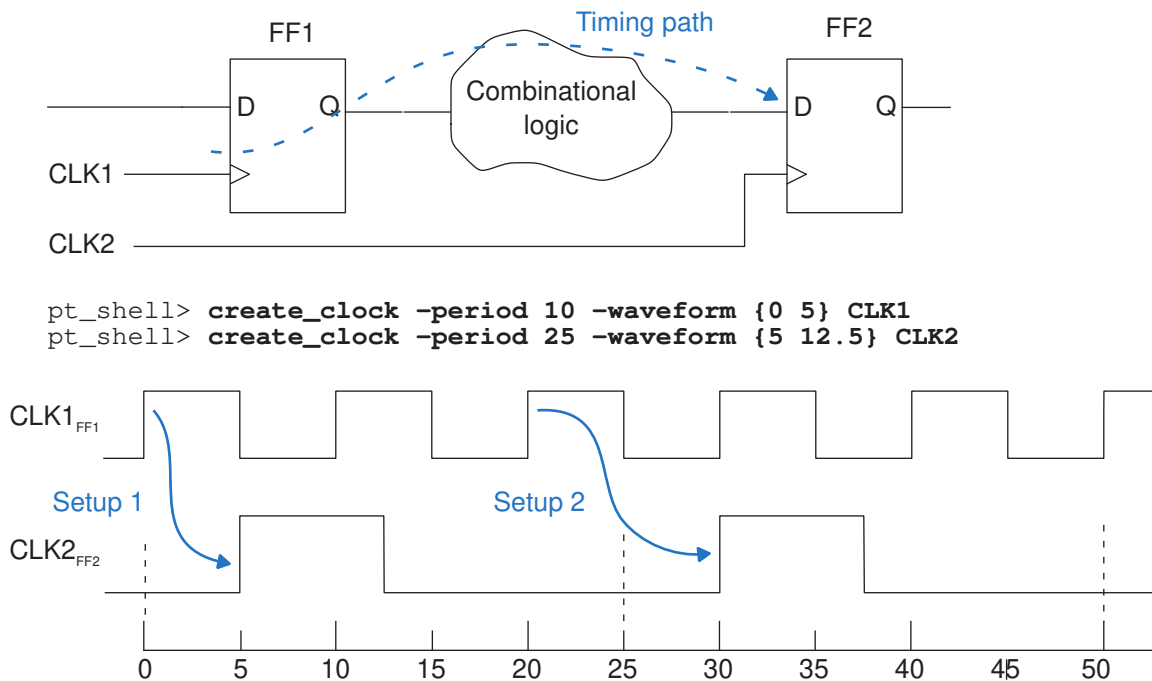 Timing path
FF1
FF2
D
Q
Combinational
logic
D
Q
CLK1
CLK2
pt_shell> create_clock –period 10 –waveform {0 5} CLK1
pt_shell> create_clock –period 25 –waveform {5 12.5} CLK2
CLK1FF1
Setup 1
Setup 2
CLK2FF2
0 5 10 15 20 25 30 35 40 45 50